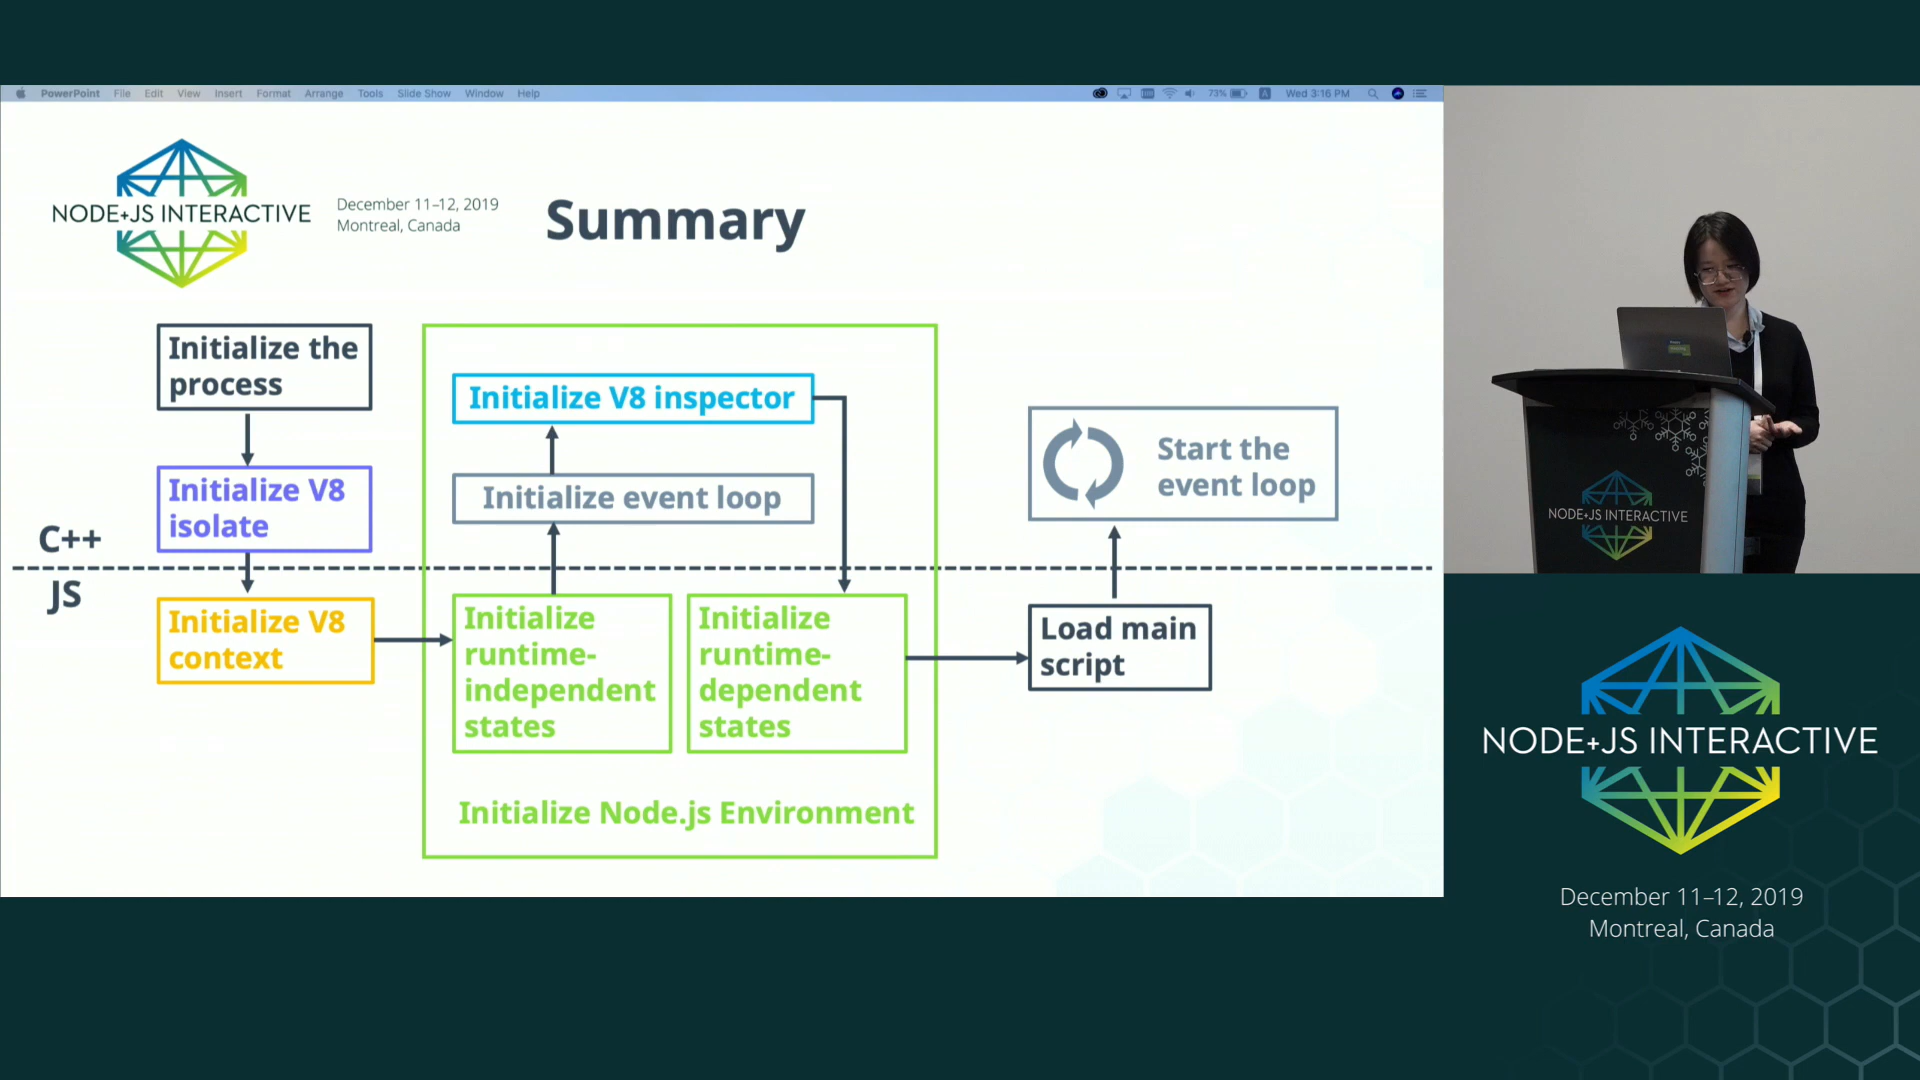 PowerPoint File Edit View Insert Format Arrange Tools Slide Show Window Help
73% Wed 3:16 PM
NODE+JS INTERACTIVE
December 11–12, 2019
Montreal, Canada
Summary
Initialize the
process
Initialize V8
isolate
C++
JS
Initialize V8
context
Initialize V8 inspector
Initialize event loop
Initialize
runtime-
independent
states
Initialize
runtime-
dependent
states
Initialize Node.js Environment
Load main
script
Start the
event loop
NODE+JS INTERACTIVE
NODE+JS INTERACTIVE
December 11–12, 2019
Montreal, Canada